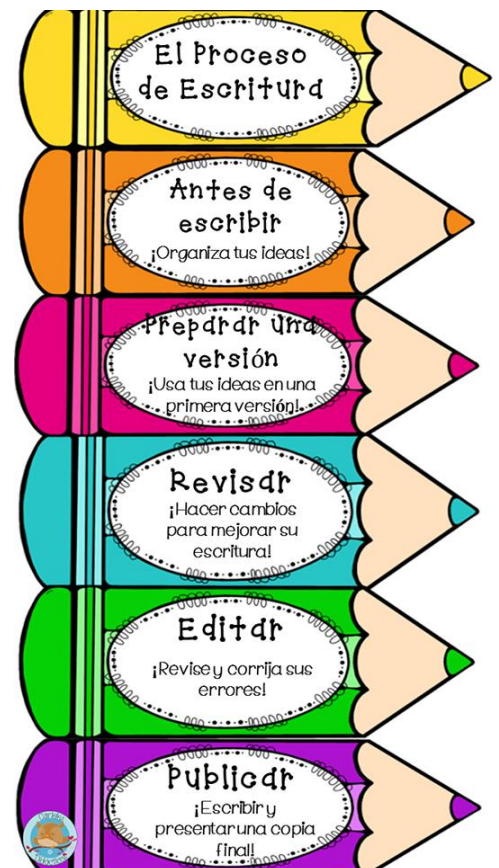 El Proceso
de Escritura
Antes de
escribir
¡Organiza tus ideas!
Preparar una
versión
¡Usa tus ideas en una
primera versión!
Revisar
¡Hacer cambios
para mejorar su
escritura!
Editar
¡Revise y corrija sus
errores!
Publicar
¡Escribir y
presentar una copia
final!